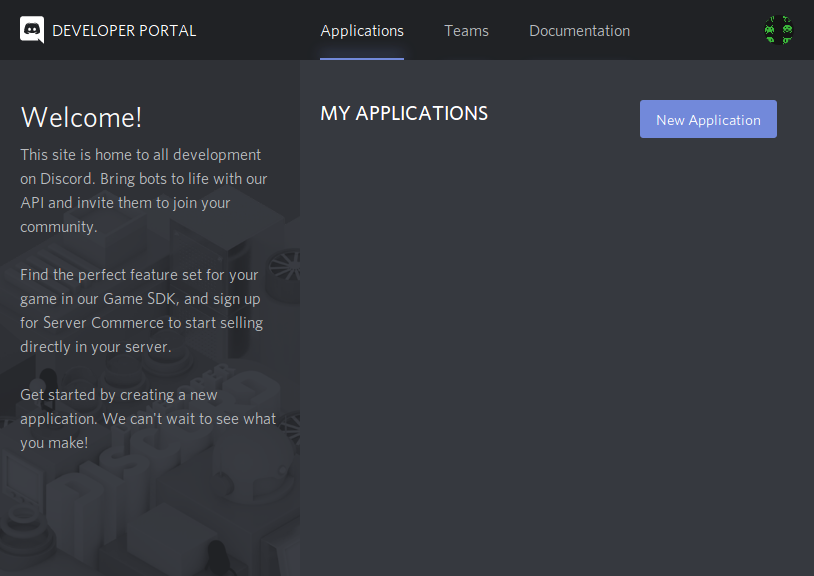 DEVELOPER PORTAL
Applications
Teams
Documentation
Welcome!
This site is home to all development
on Discord. Bring bots to life with our
API and invite them to join your
community.
Find the perfect feature set for your
game in our Game SDK, and sign up
for Server Commerce to start selling
directly in your server.
Get started by creating a new
application. We can't wait to see what
you make!
MY APPLICATIONS
New Application